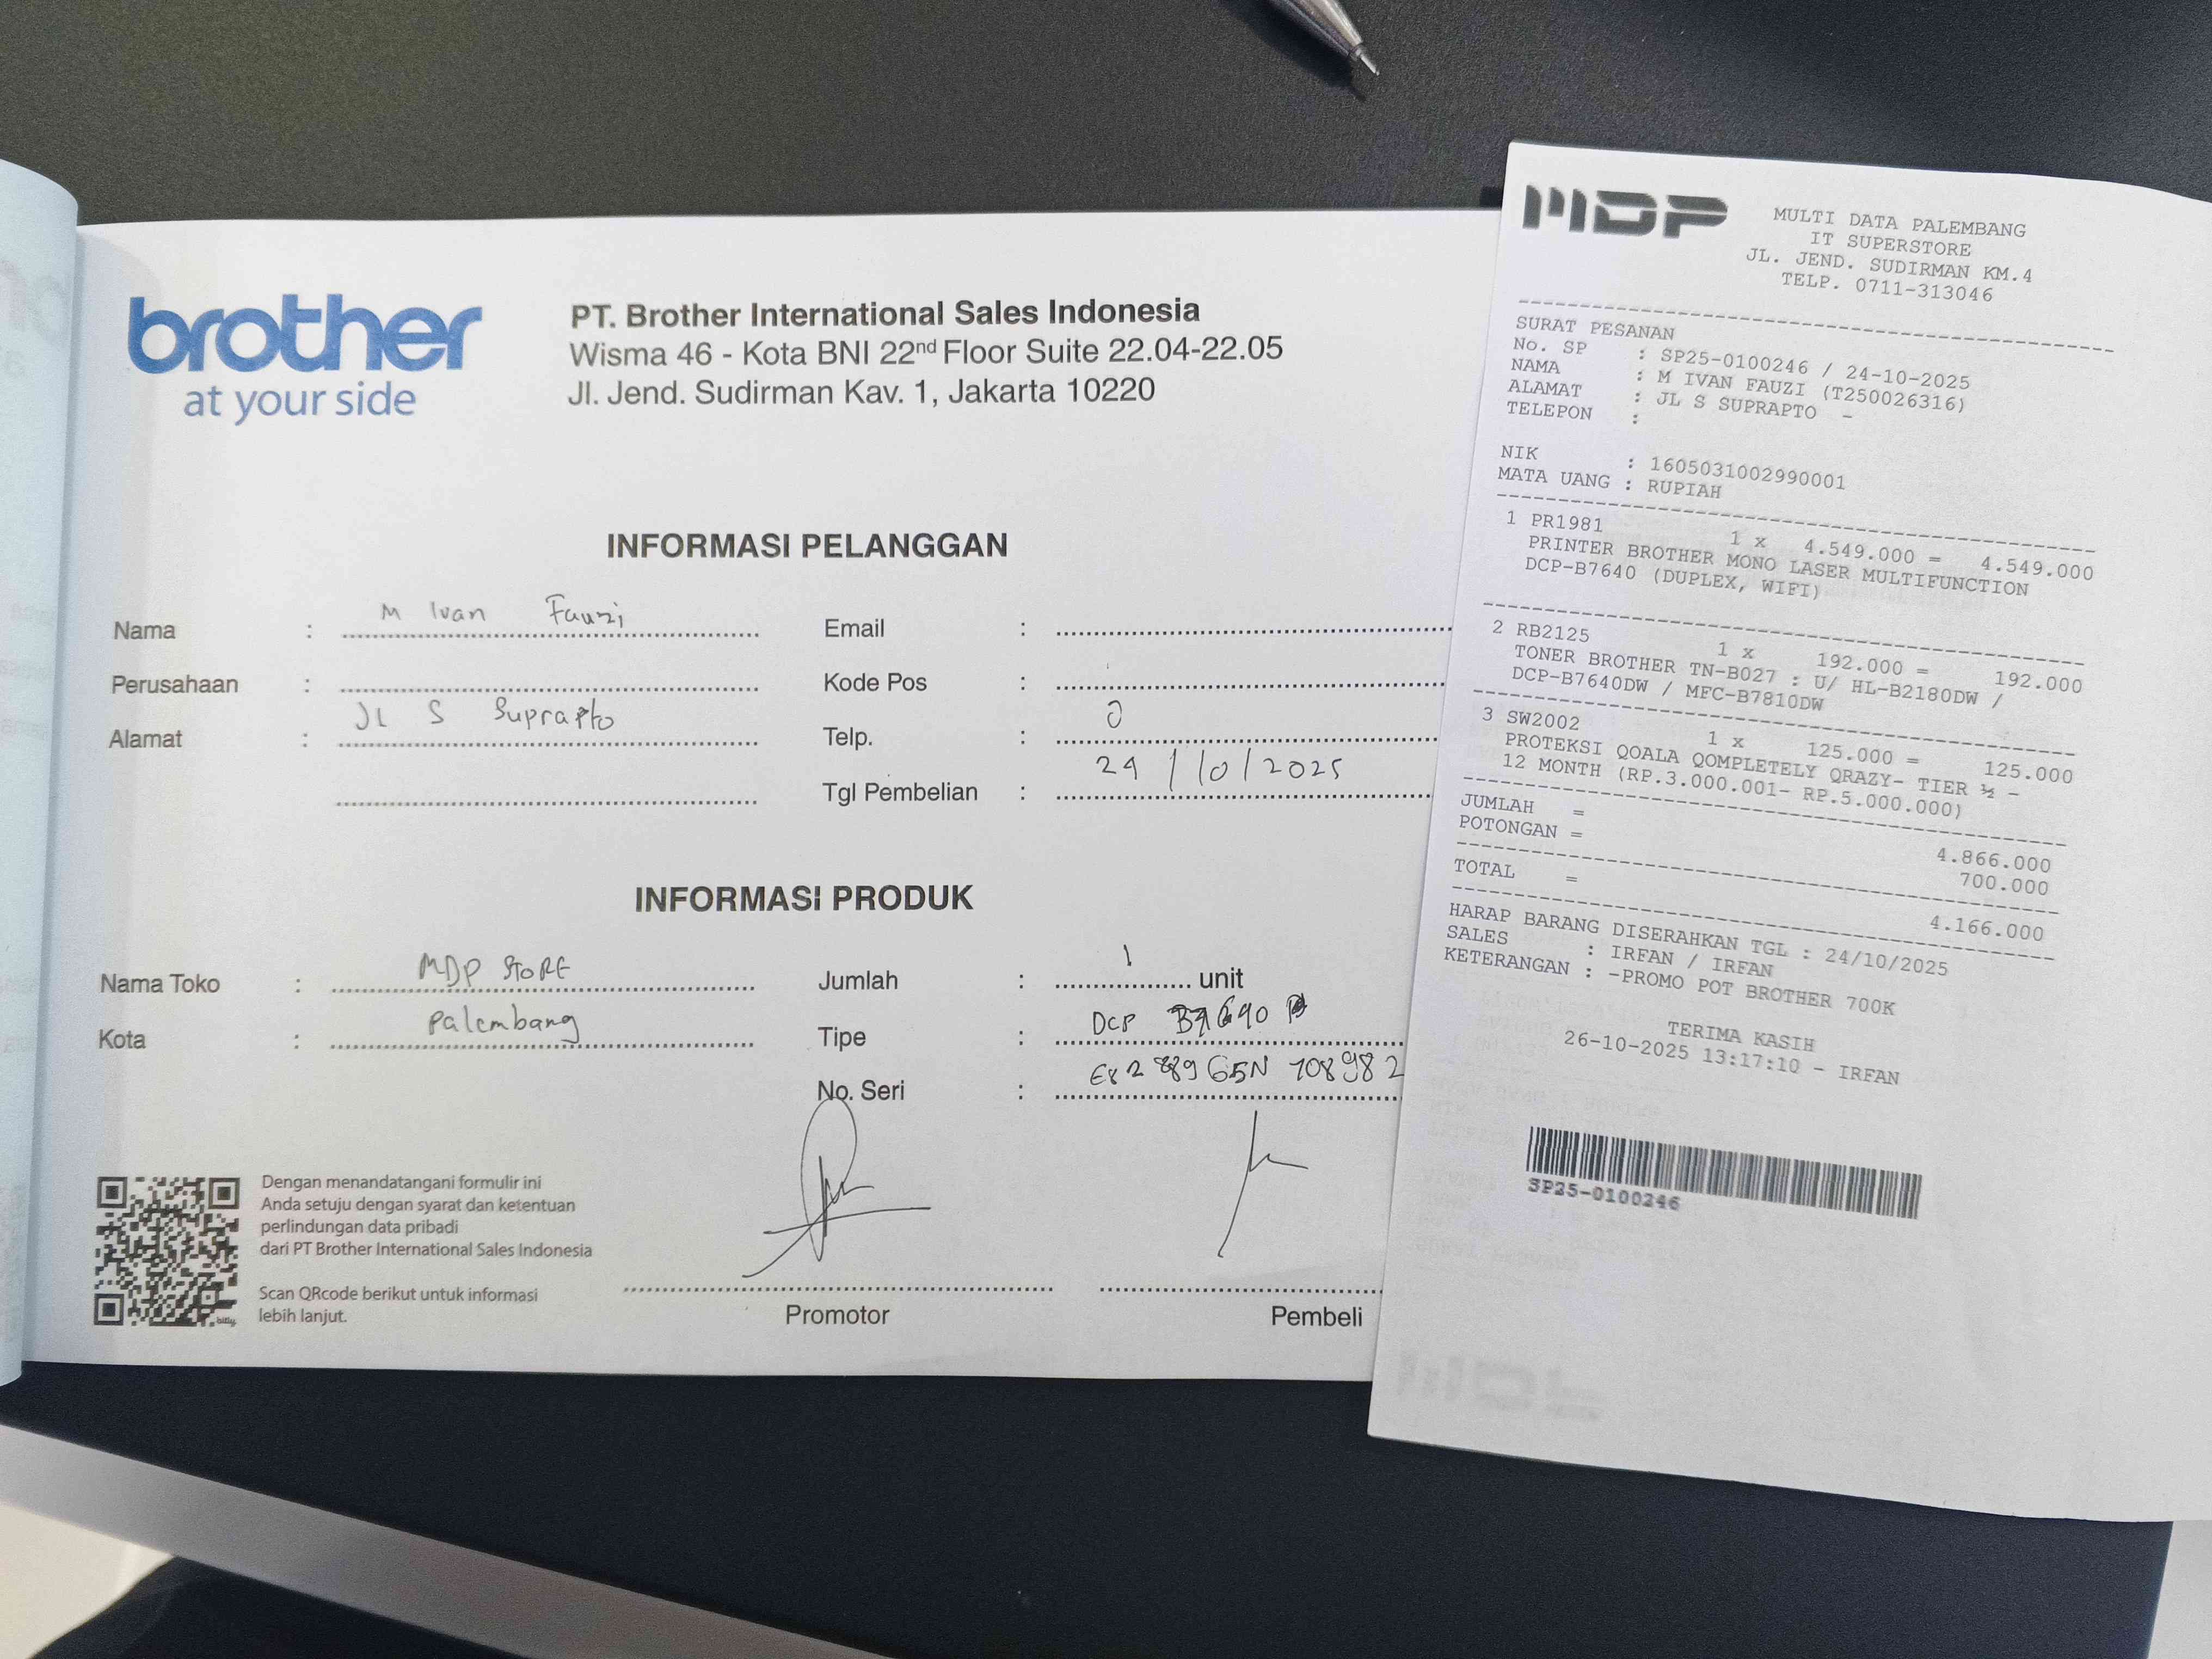 brother
at your side
PT. Brother International Sales Indonesia
Wisma 46 - Kota BNI 22nd Floor Suite 22.04-22.05
Jl. Jend. Sudirman Kav. 1, Jakarta 10220
INFORMASI PELANGGAN
Nama : M Ivan Fauzi
Perusahaan :
Alamat : JL S Suprapto
Email :
Kode Pos :
Telp. : 0
Tgl Pembelian : 24/10/2025
INFORMASI PRODUK
Nama Toko : MDP STORE
Kota : Palembang
Jumlah : 1 unit
Tipe : DCP
No. Seri :
Dengan menandatangani formulir ini
Anda setuju dengan syarat dan ketentuan
perlindungan data pribadi
dari PT Brother International Sales Indonesia
Scan QRcode berikut untuk informasi
lebih lanjut.
bitly
Promotor
Pembeli
MDP
MULTI DATA PALEMBANG
IT SUPERSTORE
JL. JEND. SUDIRMAN KM.4
TELP. 0711-313046
SURAT PESANAN
No. SP : SP25-0100246 / 24-10-2025
NAMA : M IVAN FAUZI (T250026316)
ALAMAT : JL S SUPRAPTO -
TELEPON :
NIK : 1605031002990001
MATA UANG : RUPIAH
1 PR1981 1 x 4.549.000 = 4.549.000
PRINTER BROTHER MONO LASER MULTIFUNCTION
DCP-B7640 (DUPLEX, WIFI)
2 RB2125 1 x 192.000 = 192.000
TONER BROTHER TN-B027 : U/ HL-B2180DW /
DCP-B7640DW / MFC-B7810DW
3 SW2002 1 x 125.000 = 125.000
PROTEKSI QOALA QOMPLETELY QRAZY- TIER ½ -
12 MONTH (RP.3.000.001- RP.5.000.000)
JUMLAH = 4.866.000
POTONGAN = 700.000
TOTAL = 4.166.000
HARAP BARANG DISERAHKAN TGL : 24/10/2025
SALES : IRFAN / IRFAN
KETERANGAN : -PROMO POT BROTHER 700K
TERIMA KASIH
26-10-2025 13:17:10 - IRFAN
SP25-0100246